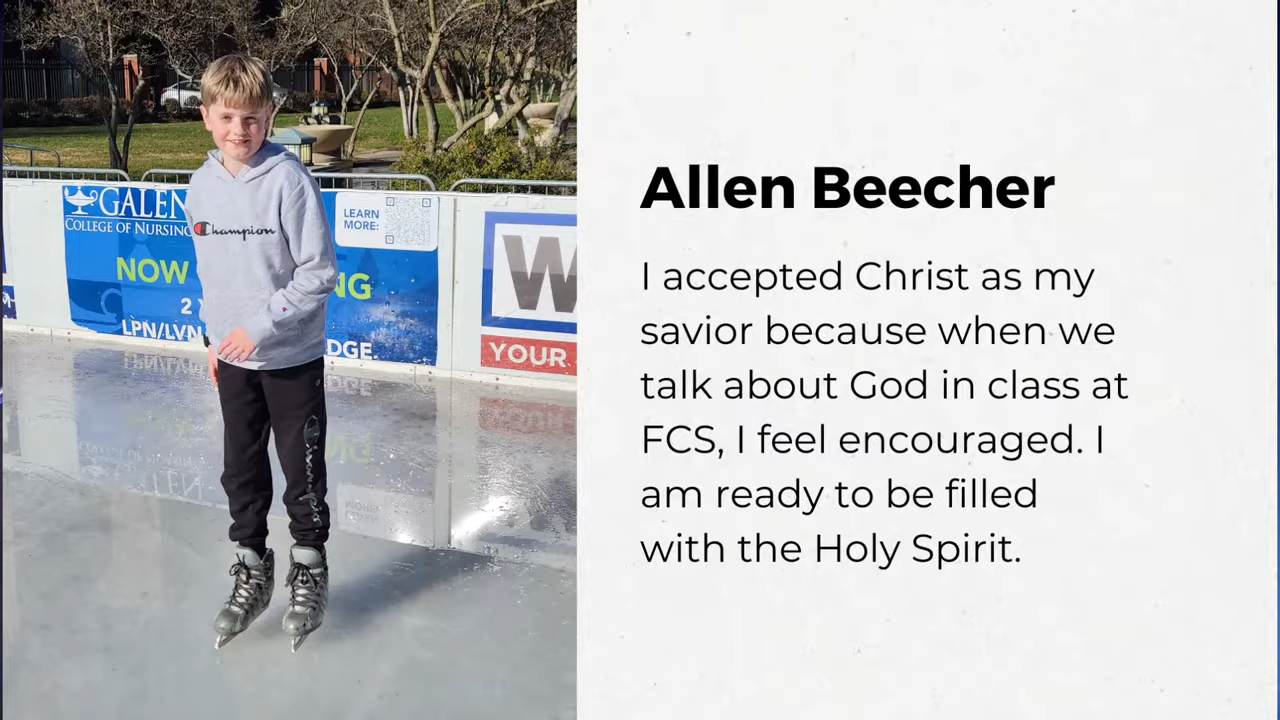 Allen Beecher
I accepted Christ as my
savior because when we
talk about God in class at
FCS, I feel encouraged. I
am ready to be filled
with the Holy Spirit.
GALEN
COLLEGE OF NURSING
LEARN
MORE:
NOW
NG
2
LPN/LVN
DGE.
Champion
W
YOUR
Champion